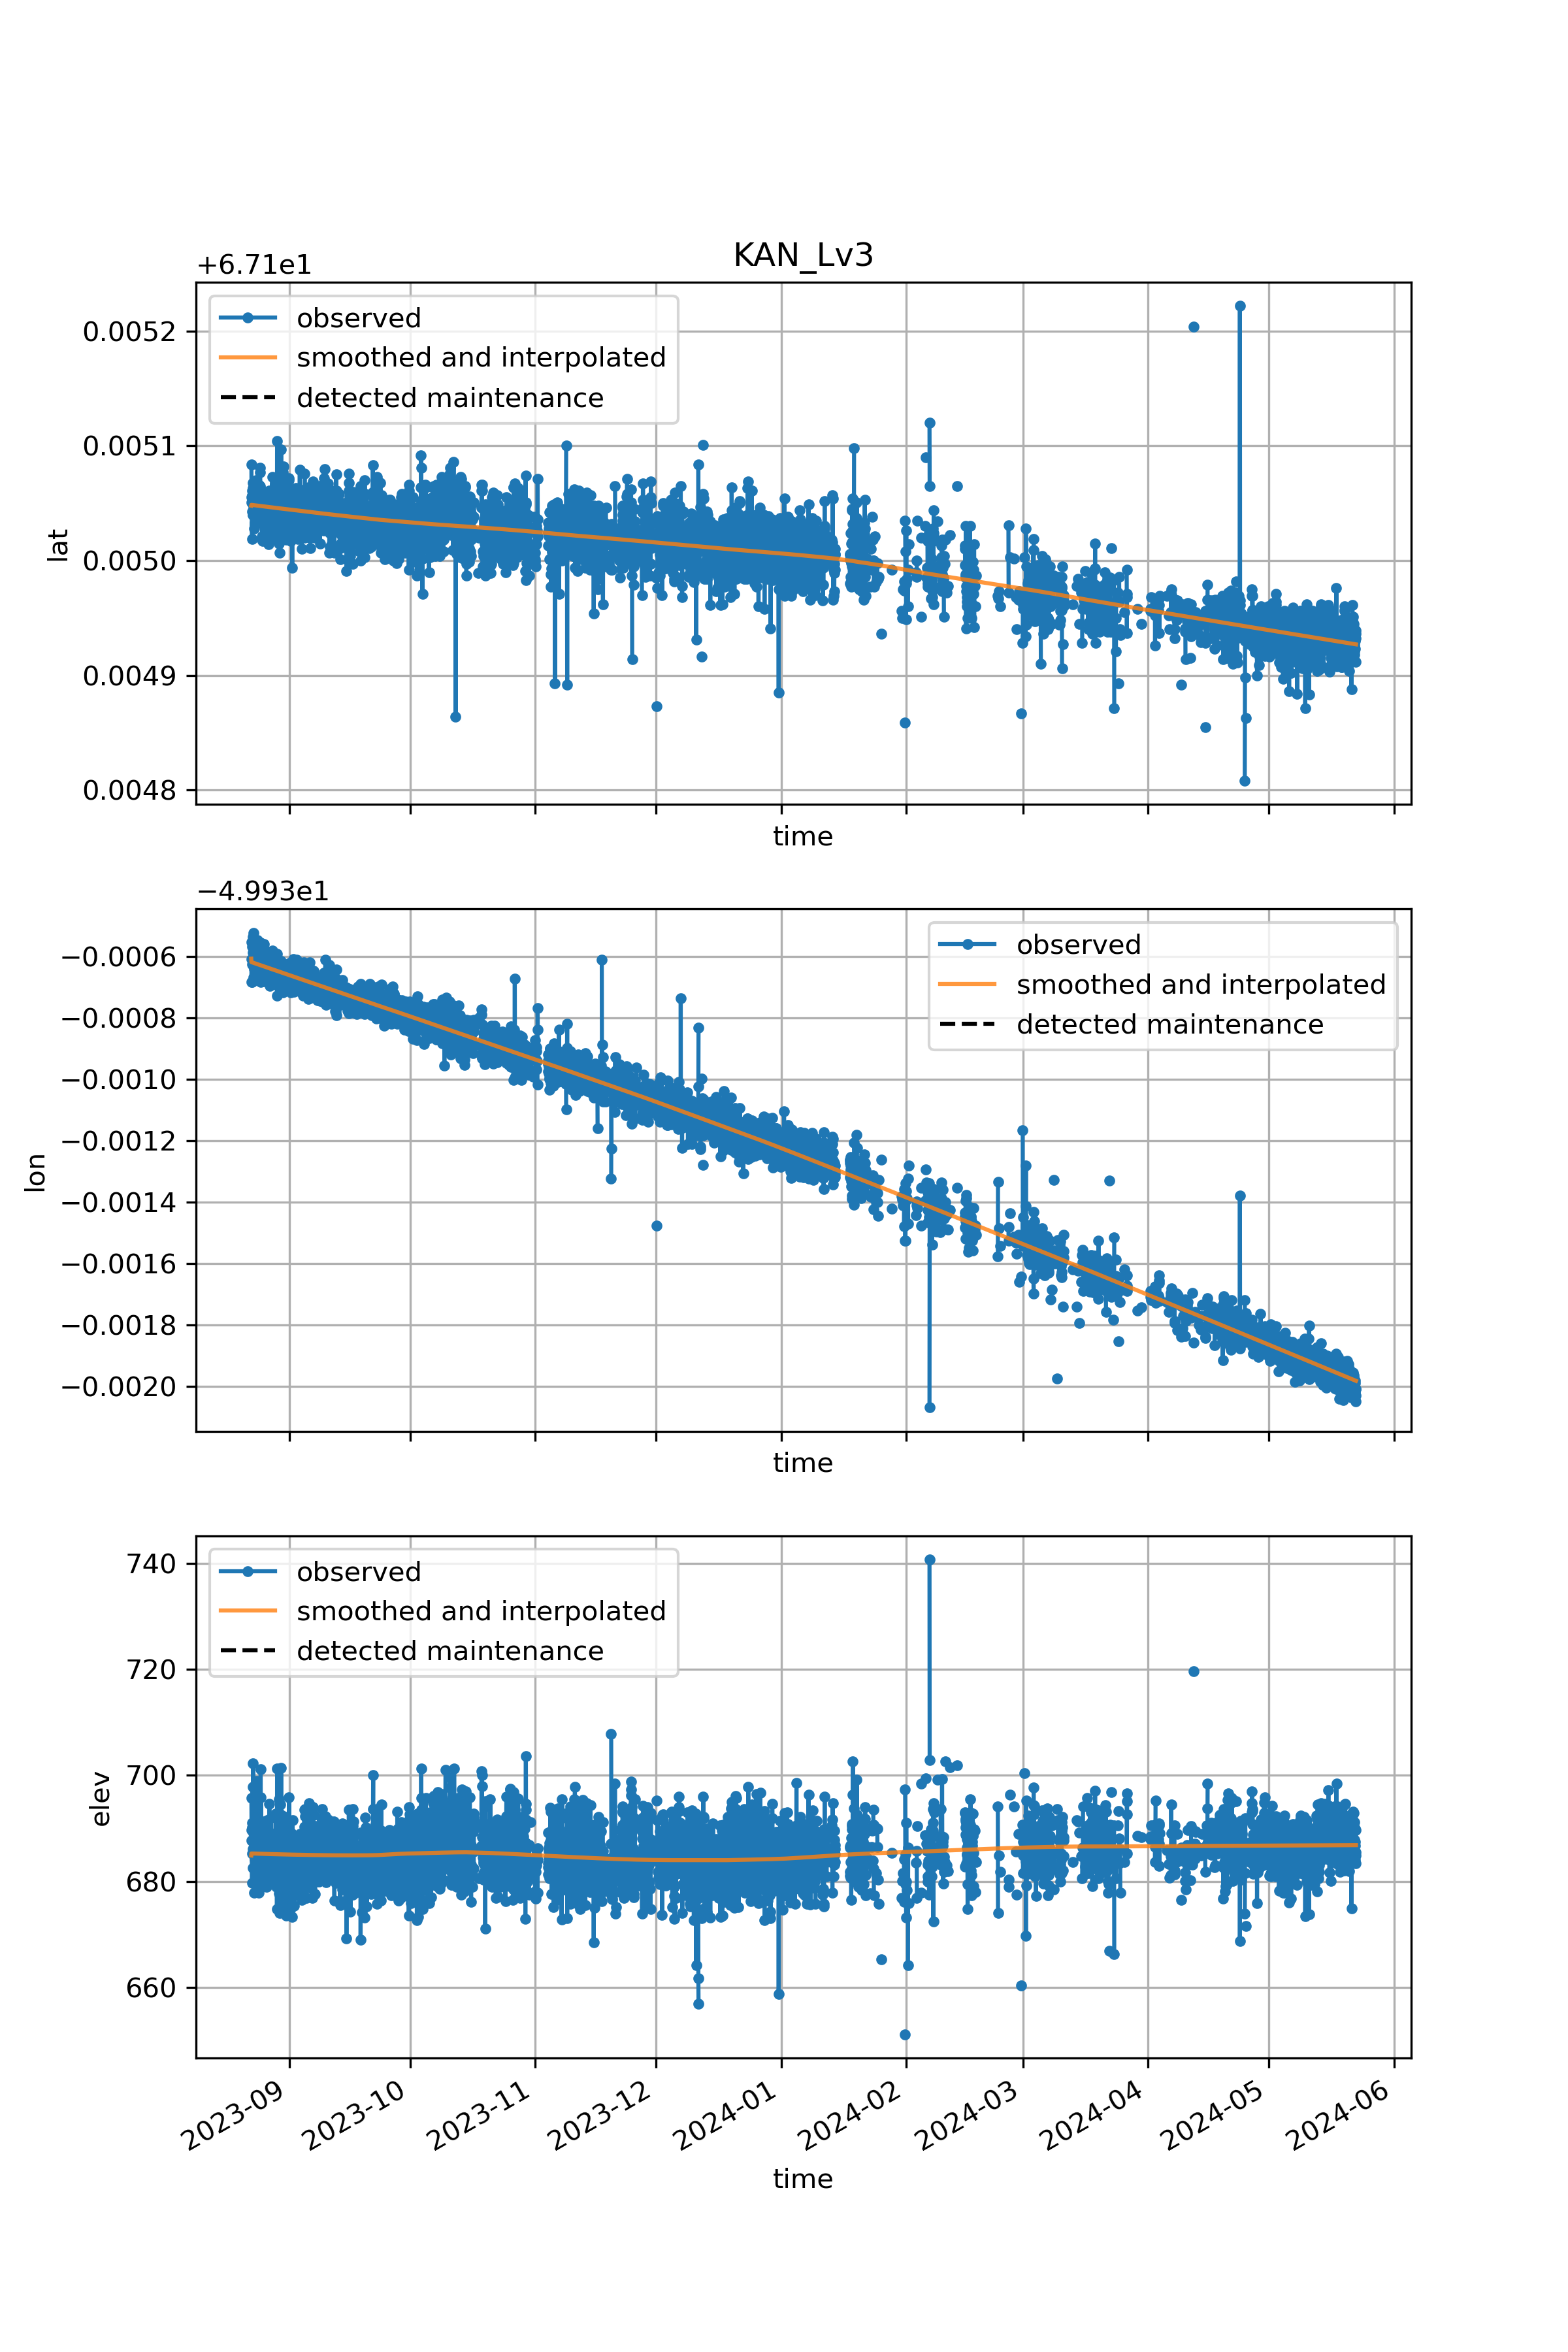 KAN_Lv3
+6.71e1
observed
smoothed and interpolated
detected maintenance
0.0052
0.0051
0.0050
0.0049
0.0048
lat
time
−4.993e1
observed
smoothed and interpolated
detected maintenance
−0.0006
−0.0008
−0.0010
−0.0012
−0.0014
−0.0016
−0.0018
−0.0020
lon
time
observed
smoothed and interpolated
detected maintenance
740
720
700
680
660
elev
2023-09
2023-10
2023-11
2023-12
2024-01
2024-02
2024-03
2024-04
2024-05
2024-06
time